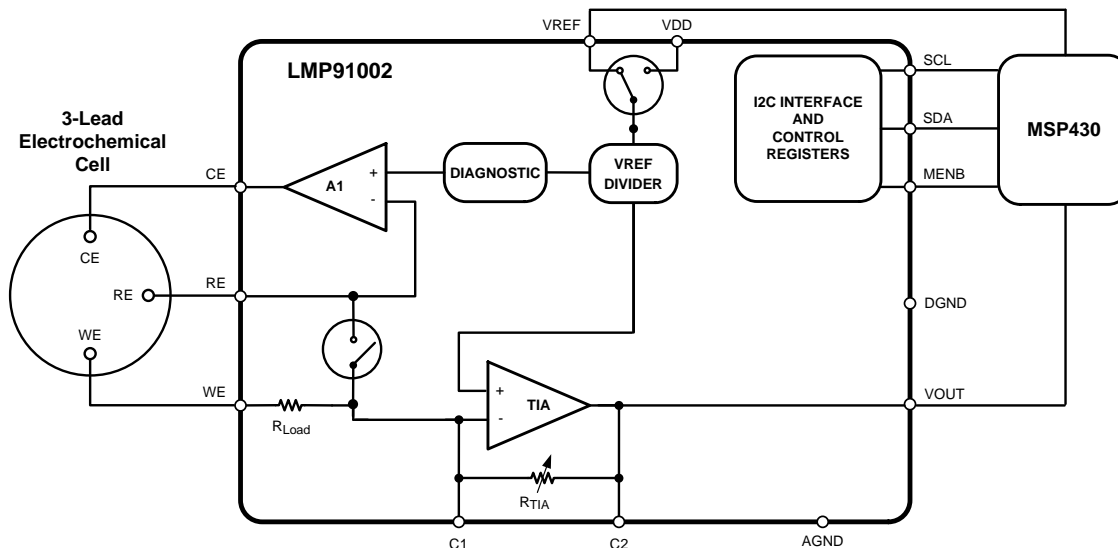 VREF
VDD
LMP91002
SCL
I2C INTERFACE
AND
CONTROL
REGISTERS
SDA
MSP430
MENB
3-Lead
Electrochemical
Cell
CE
A1
+
-
DIAGNOSTIC
VREF
DIVIDER
CE
RE
RE
DGND
WE
WE
RLoad
+
-
TIA
VOUT
RTIA
C1
C2
AGND